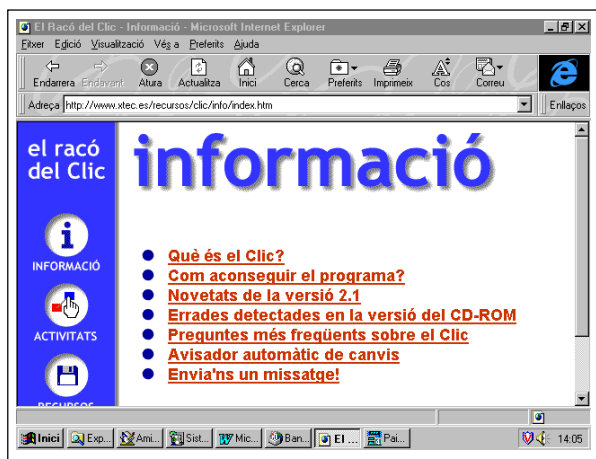 El Racó del Clic - Informació - Microsoft Internet Explorer
Fitxer Edició Visualització Vés a Preferits Ajuda
Endarrera Endavant Atura Actualitza Inici Cerca Preferits Imprimeix Cos Correu
Adreça http://www.xtec.es/recursos/clic/info/index.htm Enllaços
el racó
del Clic
informació
INFORMACIÓ
ACTIVITATS
RECURSOS
Què és el Clic?
Com aconseguir el programa?
Novetats de la versió 2.1
Errades detectades en la versió del CD-ROM
Preguntes més freqüents sobre el Clic
Avisador automàtic de canvis
Envia'ns un missatge!
Inici Exp... Ami... Sist... Mic... Ban... El ... Pai... 14:05